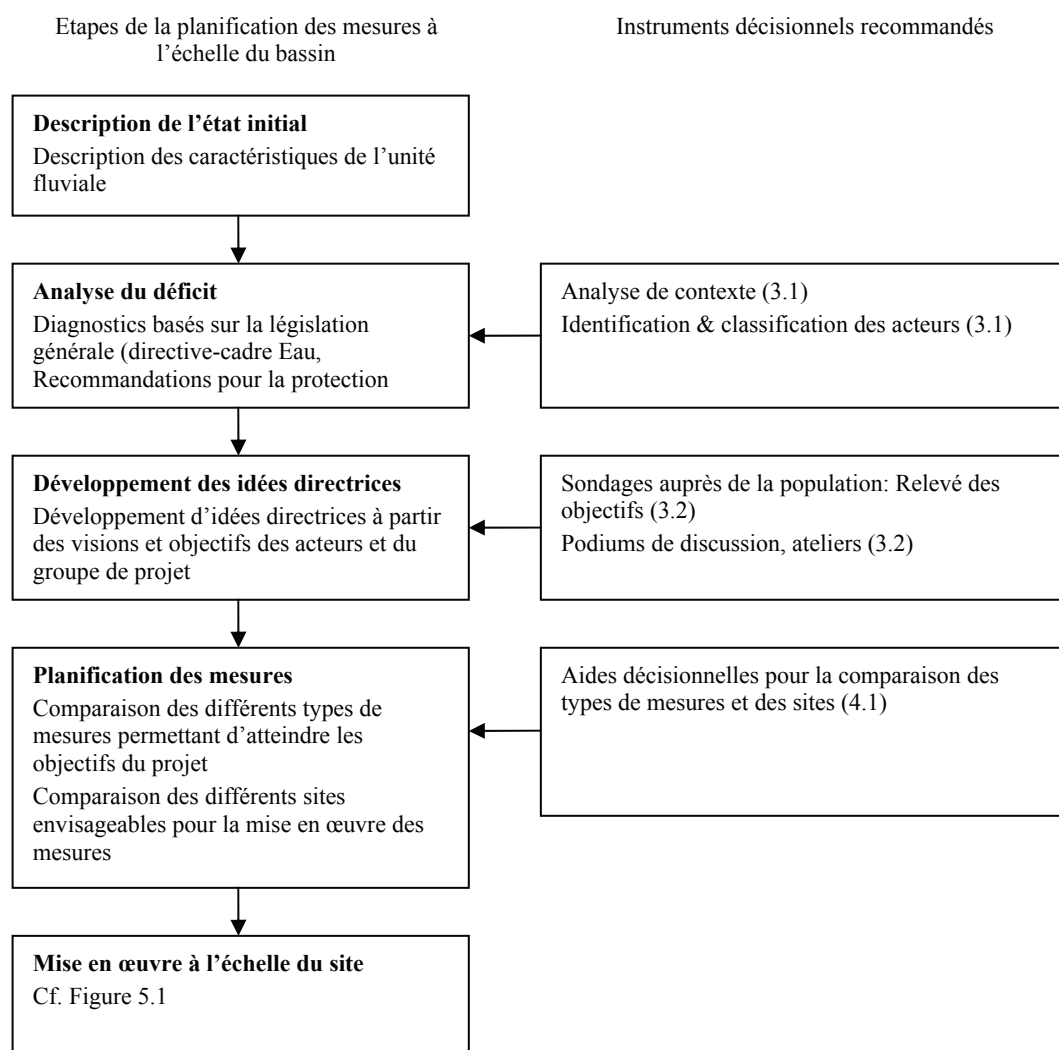 Etapes de la planification des mesures à
l’échelle du bassin
Instruments décisionnels recommandés
Description de l’état initial
Description des caractéristiques de l’unité
fluviale
Analyse du déficit
Diagnostics basés sur la législation
générale (directive-cadre Eau,
Recommandations pour la protection
Analyse de contexte (3.1)
Identification & classification des acteurs (3.1)
Développement des idées directrices
Développement d’idées directrices à partir
des visions et objectifs des acteurs et du
groupe de projet
Sondages auprès de la population: Relevé des
objectifs (3.2)
Podiums de discussion, ateliers (3.2)
Planification des mesures
Comparaison des différents types de
mesures permettant d’atteindre les
objectifs du projet
Comparaison des différents sites
envisageables pour la mise en œuvre des
mesures
Aides décisionnelles pour la comparaison des
types de mesures et des sites (4.1)
Mise en œuvre à l’échelle du site
Cf. Figure 5.1